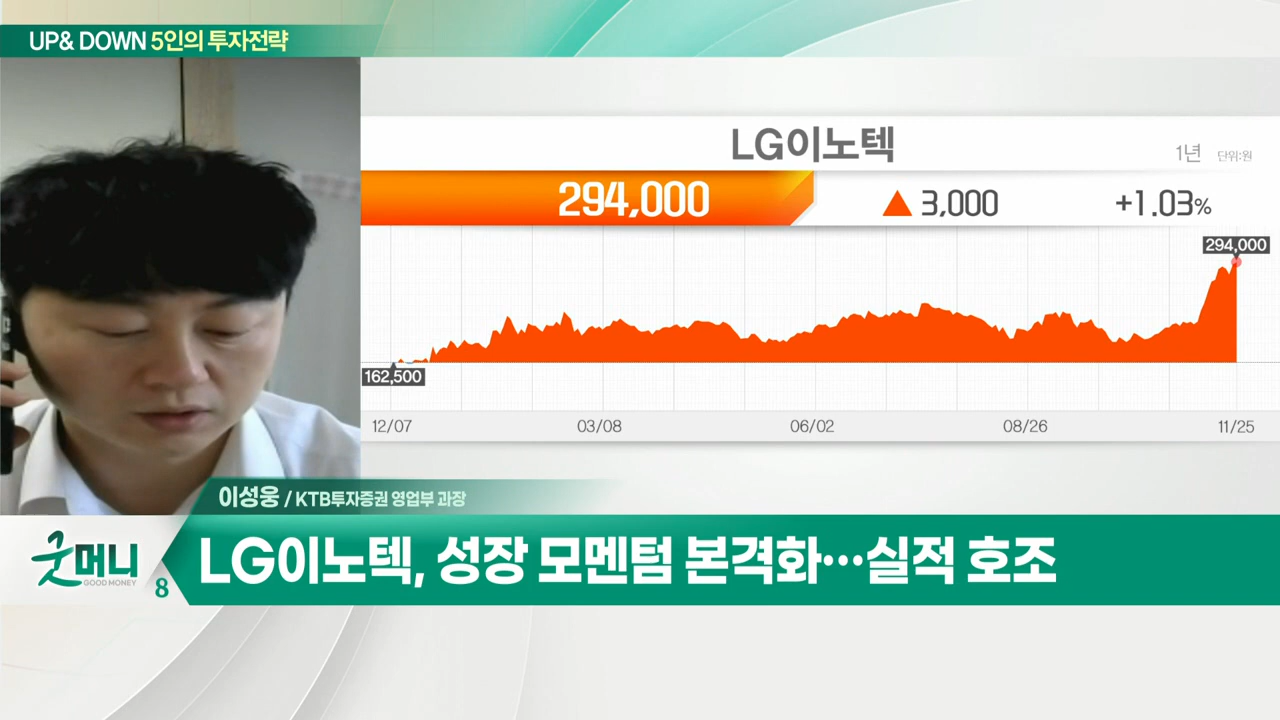 UP& DOWN 5인의 투자전략
LG이노텍
1년 단위:원
294,000 ▲ 3,000 +1.03%
294,000
162,500
12/07 03/08 06/02 08/26 11/25
이성웅 / KTB투자증권 영업부 과장
굿머니
GOOD MONEY
8
LG이노텍, 성장 모멘텀 본격화…실적 호조